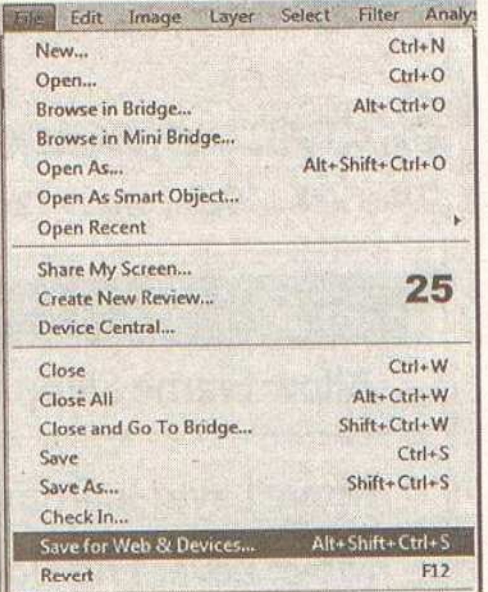 File Edit Image Layer Select Filter Analys
New... Ctrl+N
Open... Ctrl+O
Browse in Bridge... Alt+Ctrl+O
Browse in Mini Bridge...
Open As... Alt+Shift+Ctrl+O
Open As Smart Object...
Open Recent
Share My Screen...
Create New Review... 25
Device Central...
Close Ctrl+W
Close All Alt+Ctrl+W
Close and Go To Bridge... Shift+Ctrl+W
Save Ctrl+S
Save As... Shift+Ctrl+S
Check In...
Save for Web & Devices... Alt+Shift+Ctrl+S
Revert F12